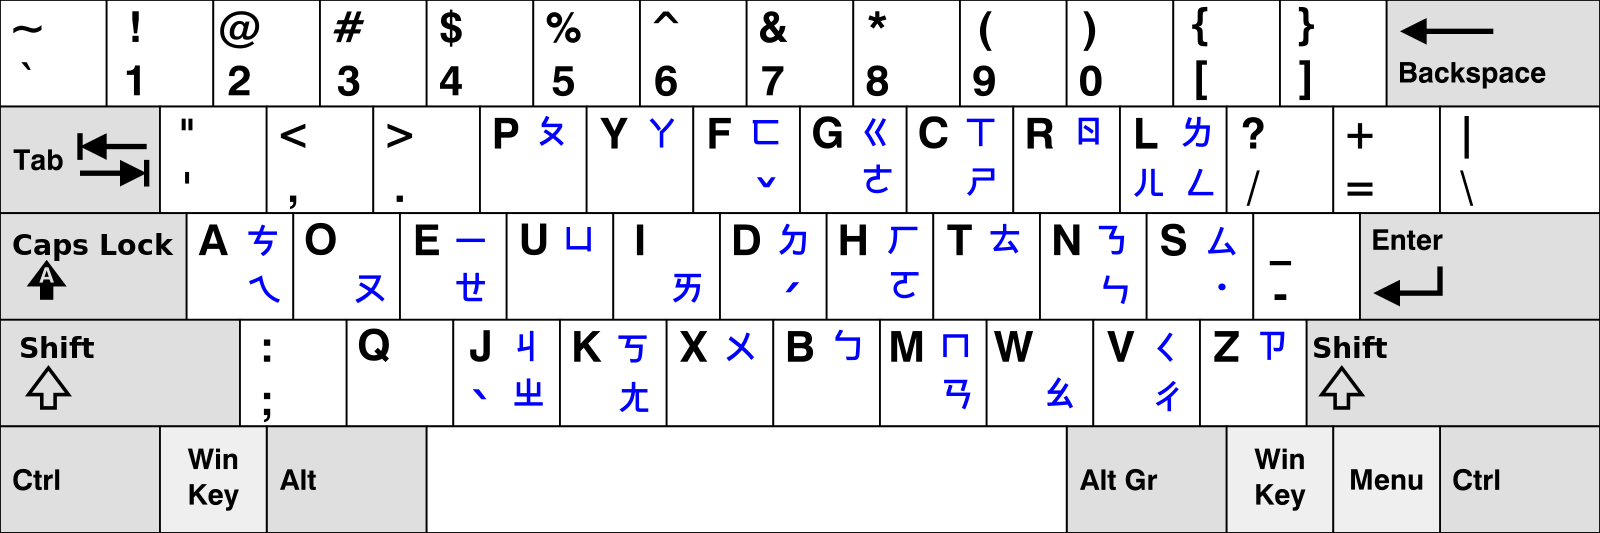 ~ ! @ # $ % ^ & * ( ) { }
` 1 2 3 4 5 6 7 8 9 0 [ ] Backspace
Tab " < > P ㄆ Y ㄚ F ㄈ G ㄍ C ㄒ R ㄖ L ㄌ ? + |
' , . ˇ ㄜ ㄕ ㄦ ㄥ / = \
Caps Lock A ㄘ O E ㄧ U ㄩ I D ㄉ H ㄏ T ㄊ N ㄋ S ㄙ _ Enter
A ㄟ ㄡ ㄝ ㄞ ˊ ㄛ ㄣ ˙ -
Shift : Q J ㄐ K ㄎ X ㄨ B ㄅ M ㄇ W V ㄑ Z ㄗ Shift
; ˋ ㄓ ㄤ ㄢ ㄠ ㄔ
Ctrl Win Key Alt Alt Gr Win Key Menu Ctrl